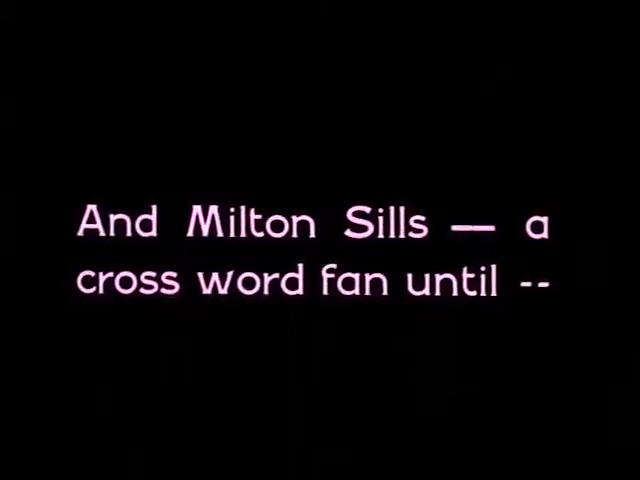 And Milton Sills — a
cross word fan until --